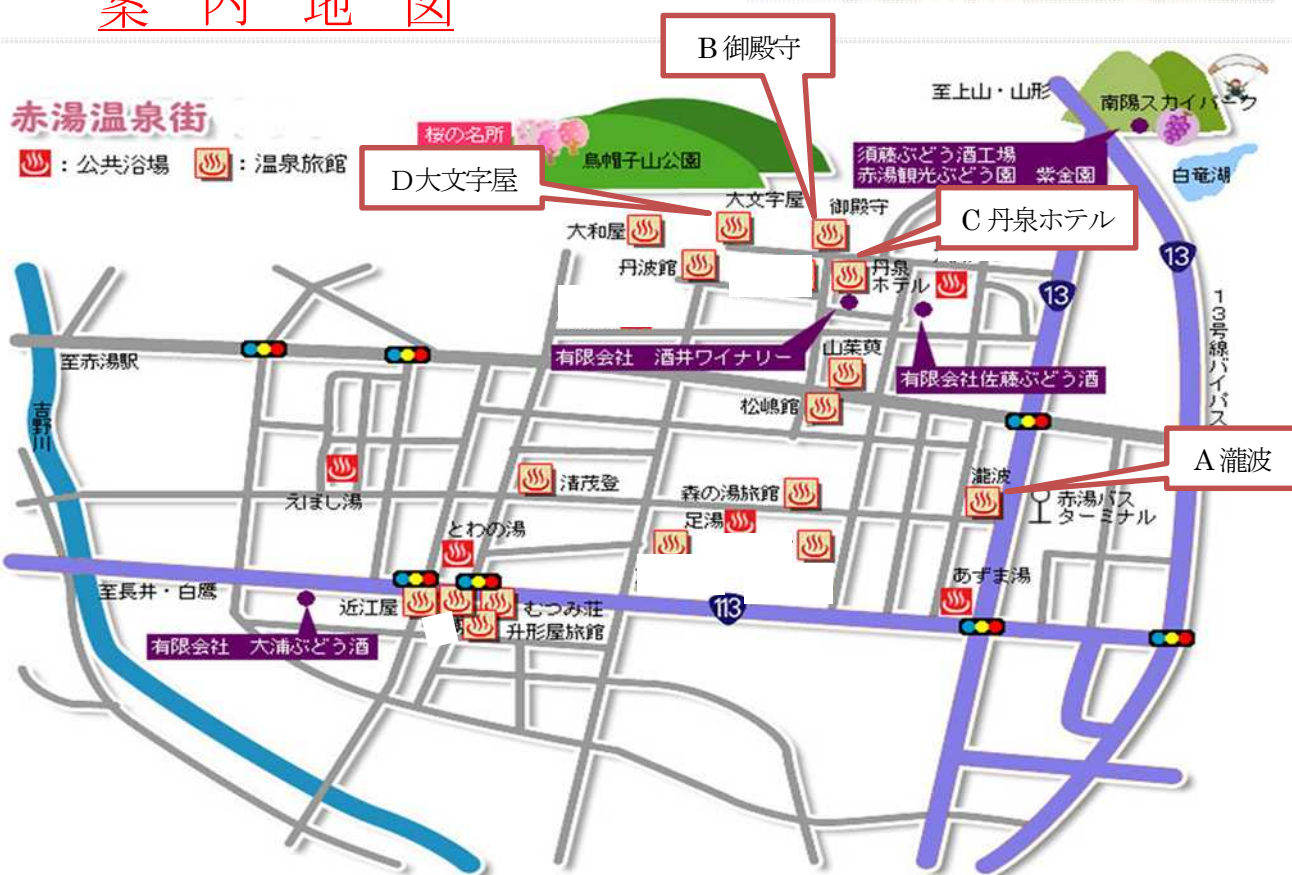 案内地図
B 御殿守
至上山・山形
南陽スカイパーク
赤湯温泉街
桜の名所
烏帽子山公園
須藤ぶどう酒工場
赤湯観光ぶどう園 紫金園
白竜湖
：公共浴場
：温泉旅館
D大文字屋
大文字屋
御殿守
C 丹泉ホテル
大和屋
丹波館
丹泉
ホテル
13
13
13号線バイパス
至赤湯駅
有限会社 酒井ワイナリー
山茱萸
有限会社佐藤ぶどう酒
松嶋館
吉野川
A 瀧波
瀧波
えぼし湯
清茂登
森の湯旅館
足湯
赤湯バス
ターミナル
とわの湯
あずま湯
至長井・白鷹
近江屋
むつみ荘
升形屋旅館
113
有限会社 大浦ぶどう酒